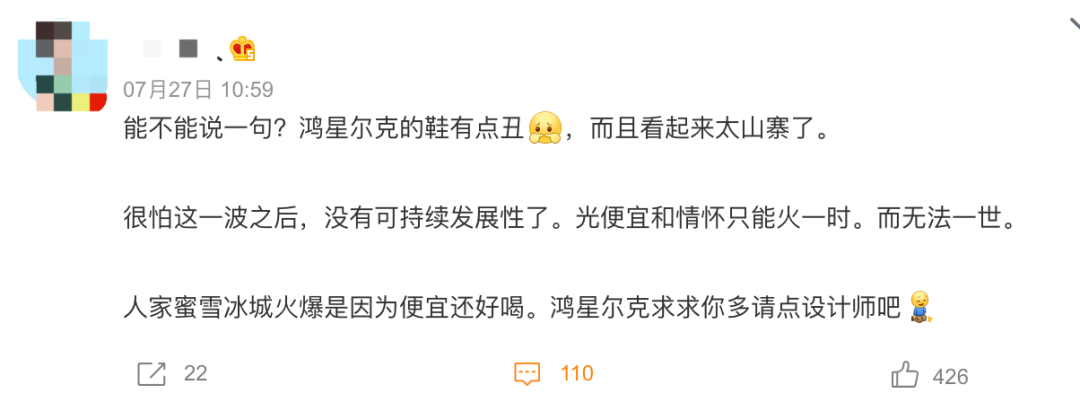 、
07月27日 10:59
能不能说一句？鸿星尔克的鞋有点丑，而且看起来太山寨了。
很怕这一波之后，没有可持续发展性了。光便宜和情怀只能火一时。而无法一世。
人家蜜雪冰城火爆是因为便宜还好喝。鸿星尔克求求你多请点设计师吧
22 110 426